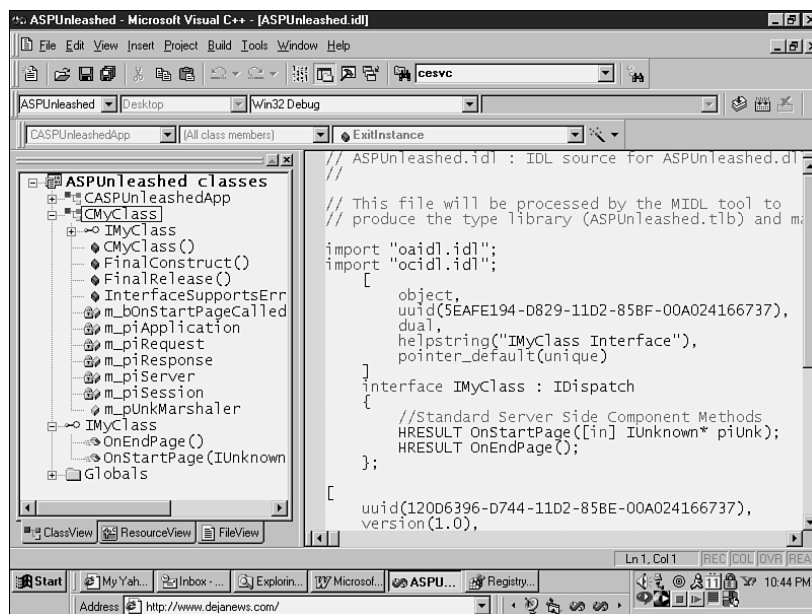 ASPUnleashed - Microsoft Visual C++ - [ASPUnleashed.idl]
File Edit View Insert Project Build Tools Window Help
cesvc
ASPUnleashed Desktop Win32 Debug
CASPUnleashedApp (All class members) ExitInstance
ASPUnleashed classes
CASPUnleashedApp
CMyClass
IMyClass
CMyClass()
FinalConstruct()
FinalRelease()
InterfaceSupportsErr
m_bOnStartPageCalled
m_piApplication
m_piRequest
m_piResponse
m_piServer
m_piSession
m_pUnkMarshaler
IMyClass
OnEndPage()
OnStartPage(IUnknown
Globals
ClassView ResourceView FileView
// ASPUnleashed.idl : IDL source for ASPUnleashed.dl
//
// This file will be processed by the MIDL tool to
// produce the type library (ASPUnleashed.tlb) and ma
import "oaidl.idl";
import "ocidl.idl";
[
object,
uuid(5EAFE194-D829-11D2-85BF-00A024166737),
dual,
helpstring("IMyClass Interface"),
pointer_default(unique)
]
interface IMyClass : IDispatch
{
//Standard Server Side Component Methods
HRESULT OnStartPage([in] IUnknown* piUnk);
HRESULT OnEndPage();
};
[
uuid(120D6396-D744-11D2-85BE-00A024166737),
version(1.0),
Ln 1, Col 1 REC COL OVR REA
Start My Yah... Inbox - ... Explorin... Microsof... ASPU... Registry... 11 10:44 PM
Address http://www.dejanews.com/